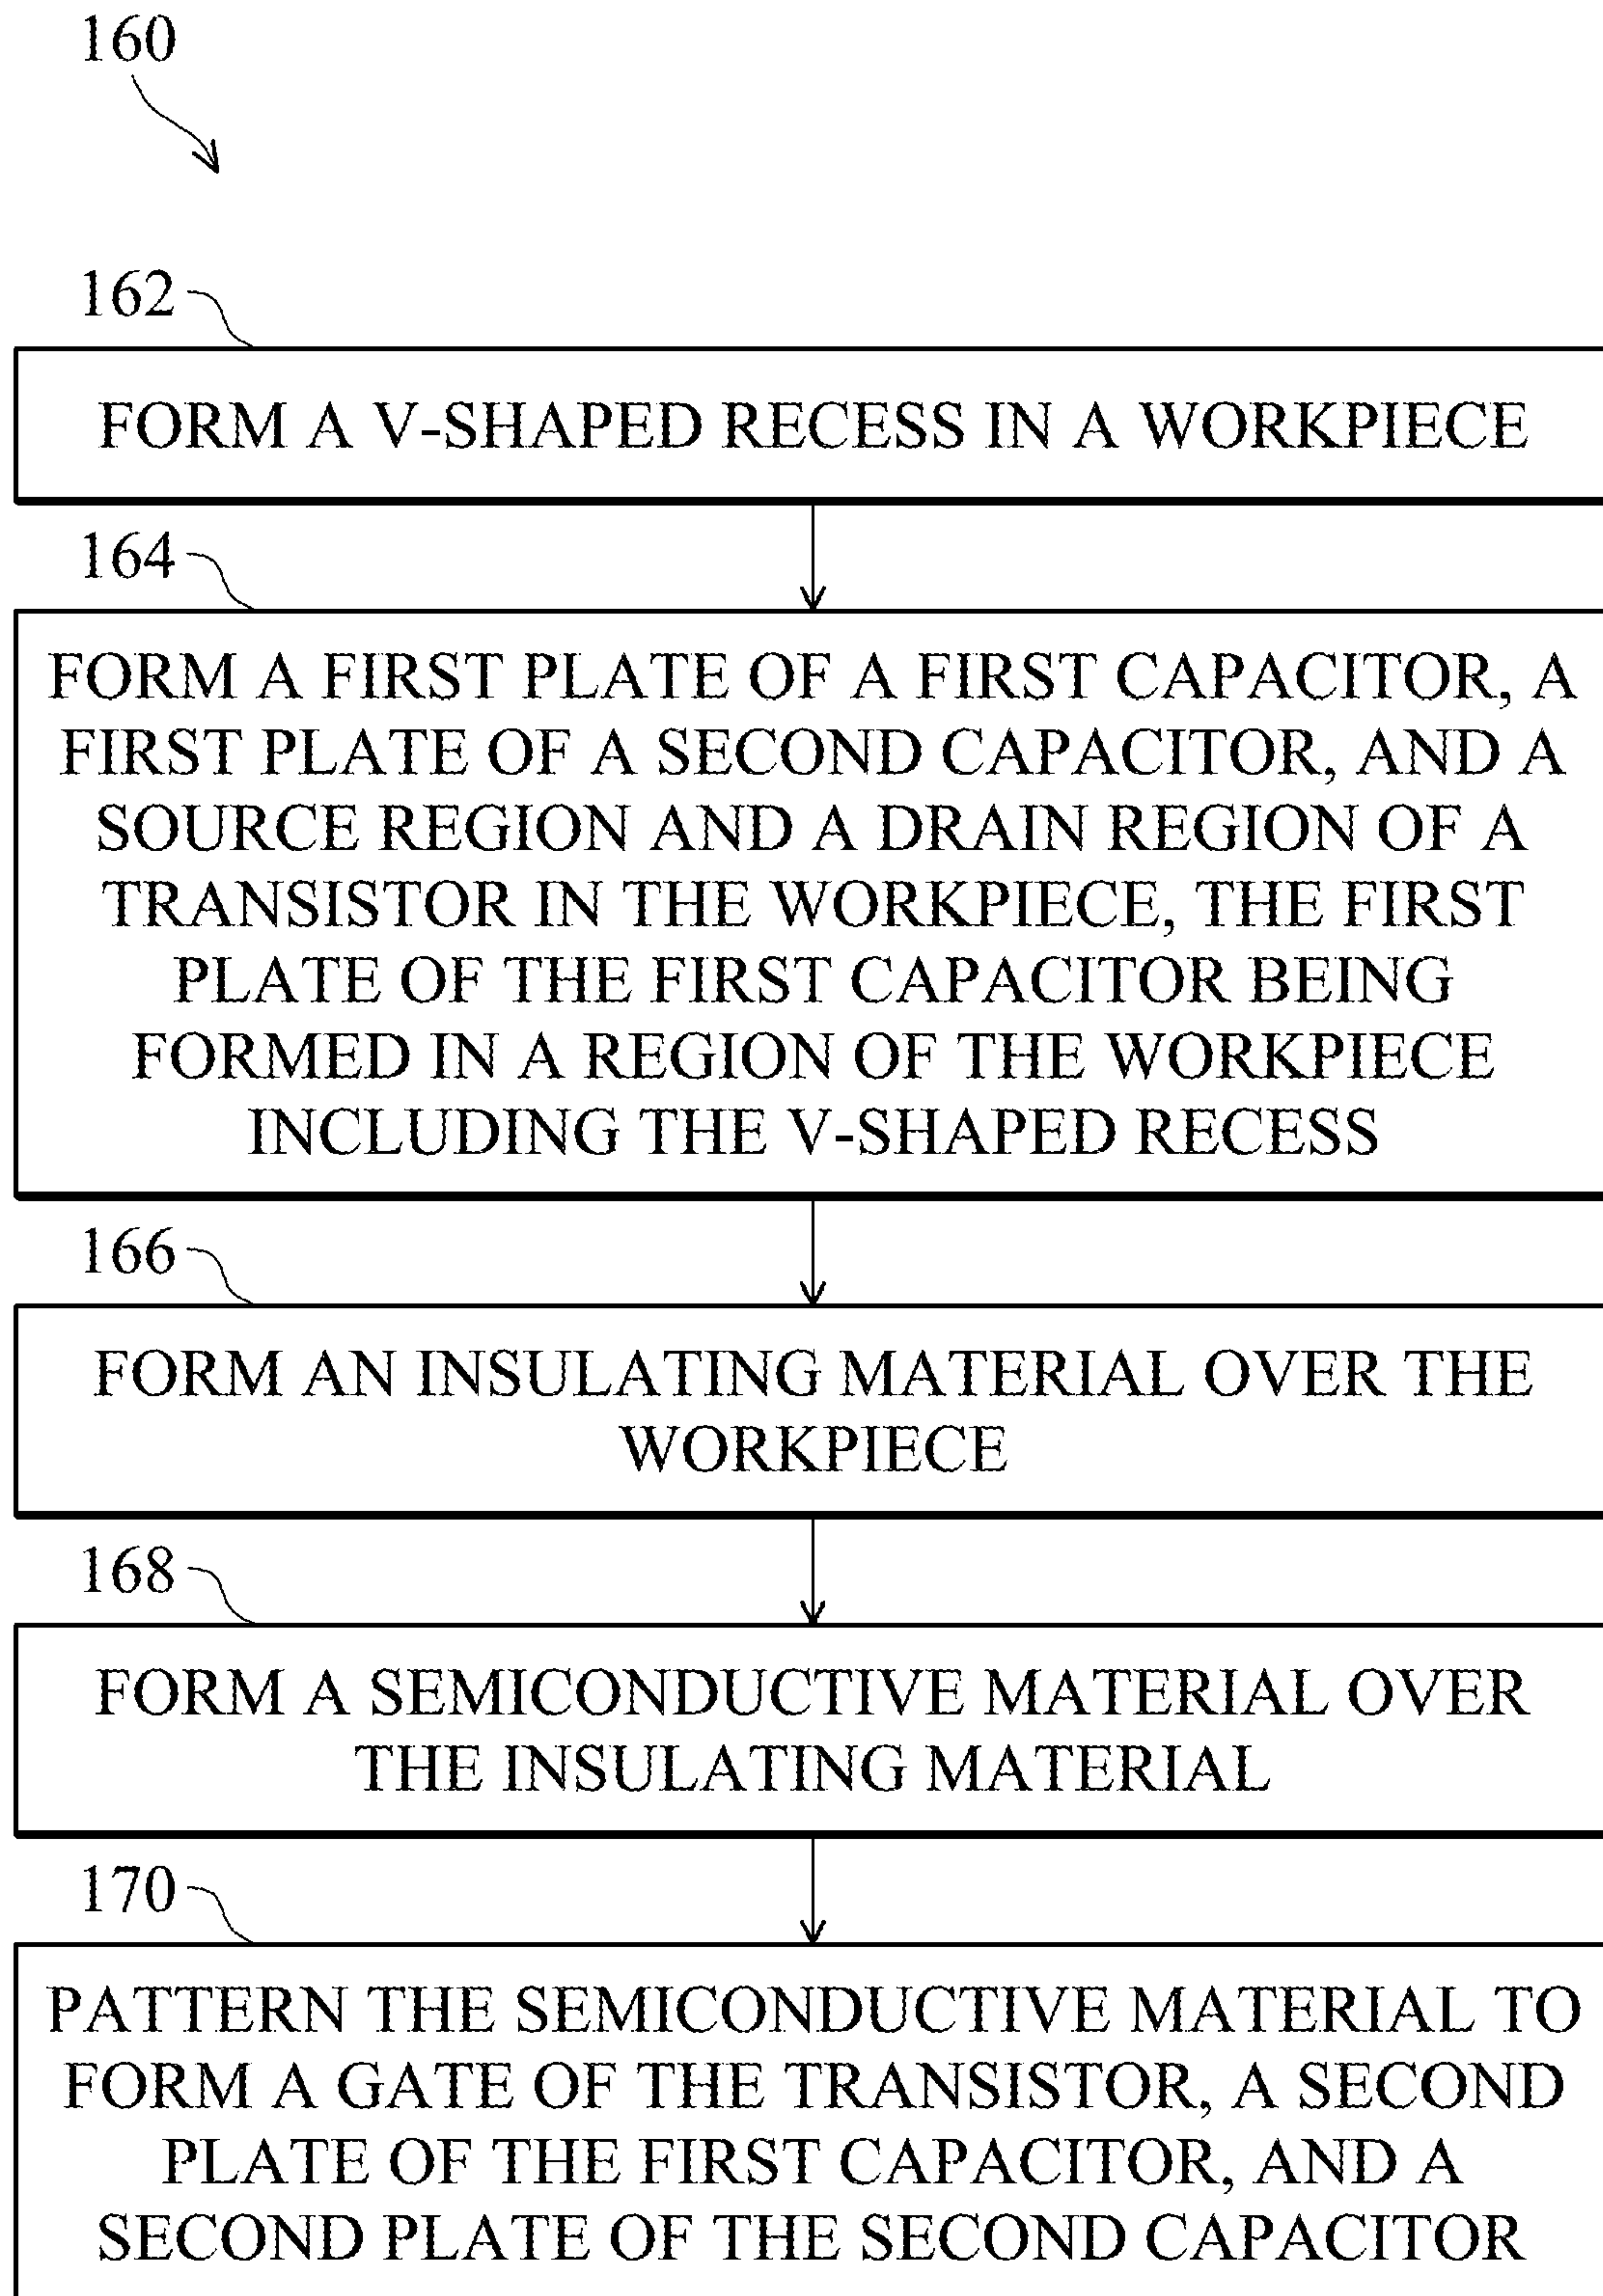 160
162
FORM A V-SHAPED RECESS IN A WORKPIECE
164
FORM A FIRST PLATE OF A FIRST CAPACITOR, A
FIRST PLATE OF A SECOND CAPACITOR, AND A
SOURCE REGION AND A DRAIN REGION OF A
TRANSISTOR IN THE WORKPIECE, THE FIRST
PLATE OF THE FIRST CAPACITOR BEING
FORMED IN A REGION OF THE WORKPIECE
INCLUDING THE V-SHAPED RECESS
166
FORM AN INSULATING MATERIAL OVER THE
WORKPIECE
168
FORM A SEMICONDUCTIVE MATERIAL OVER
THE INSULATING MATERIAL
170
PATTERN THE SEMICONDUCTIVE MATERIAL TO
FORM A GATE OF THE TRANSISTOR, A SECOND
PLATE OF THE FIRST CAPACITOR, AND A
SECOND PLATE OF THE SECOND CAPACITOR